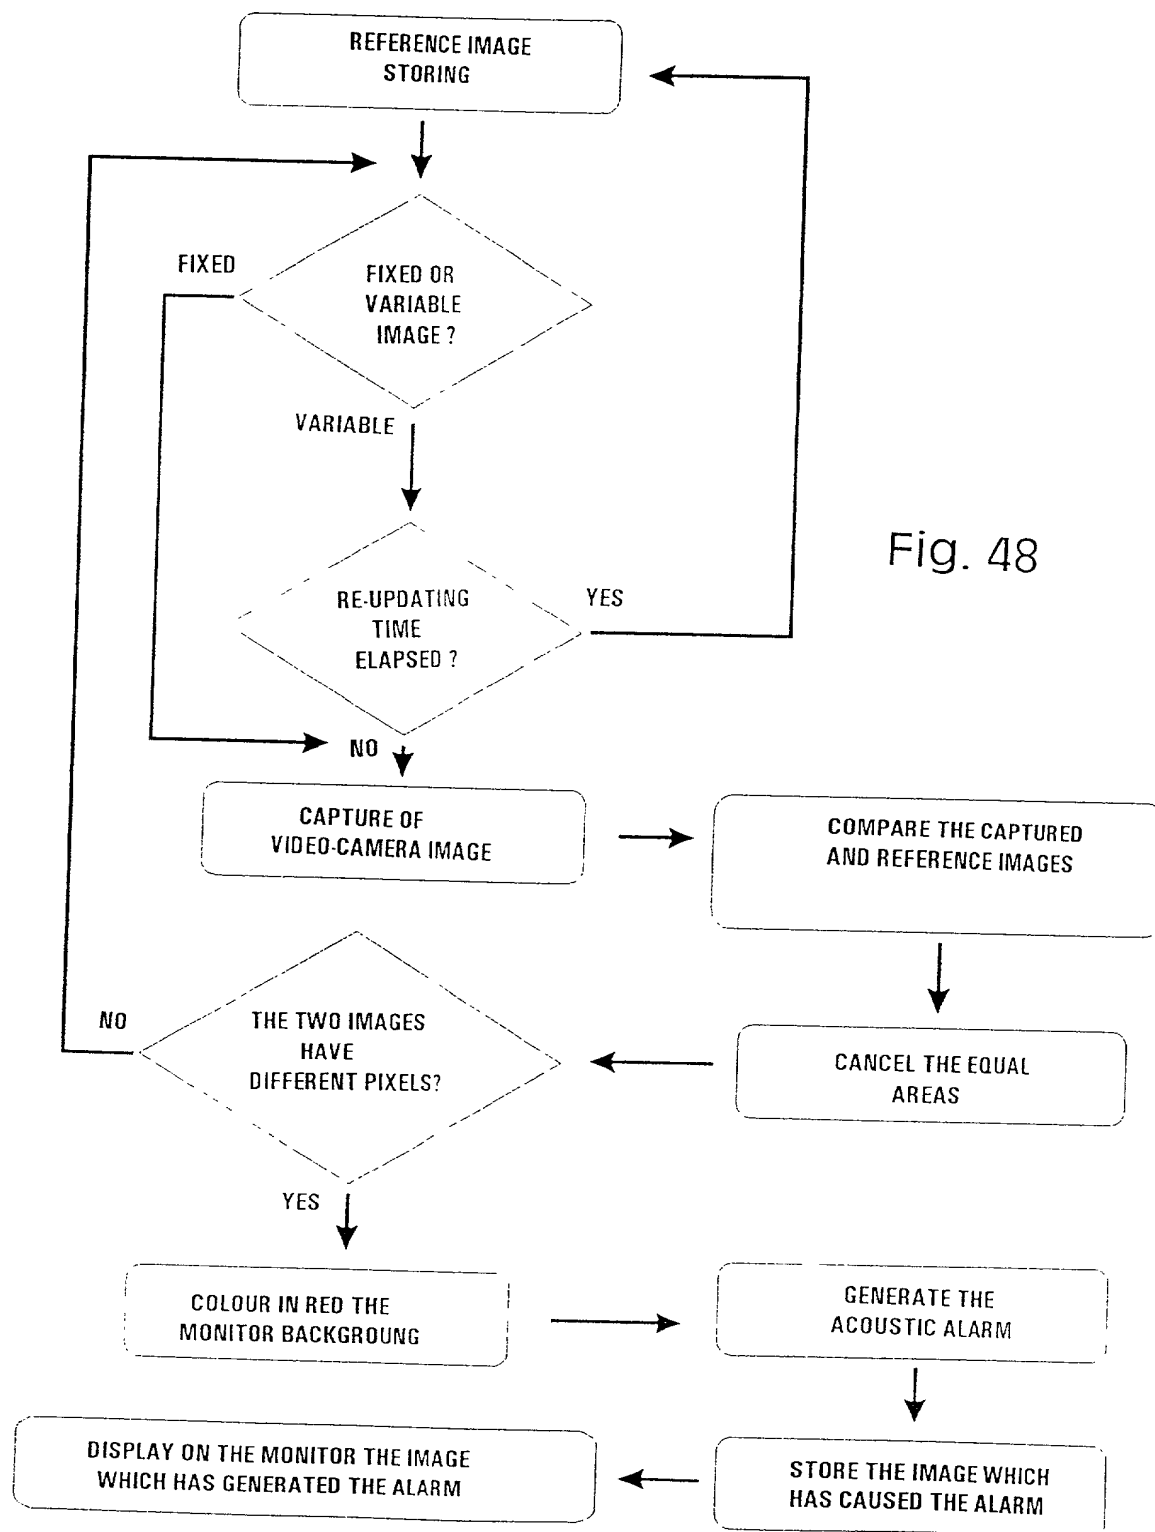 REFERENCE IMAGE
STORING
FIXED
FIXED OR
VARIABLE
IMAGE ?
VARIABLE
Fig. 48
RE-UPDATING
TIME
ELAPSED ?
YES
NO
CAPTURE OF
VIDEO-CAMERA IMAGE
COMPARE THE CAPTURED
AND REFERENCE IMAGES
NO
THE TWO IMAGES
HAVE
DIFFERENT PIXELS?
CANCEL THE EQUAL
AREAS
YES
COLOUR IN RED THE
MONITOR BACKGROUNG
GENERATE THE
ACOUSTIC ALARM
DISPLAY ON THE MONITOR THE IMAGE
WHICH HAS GENERATED THE ALARM
STORE THE IMAGE WHICH
HAS CAUSED THE ALARM